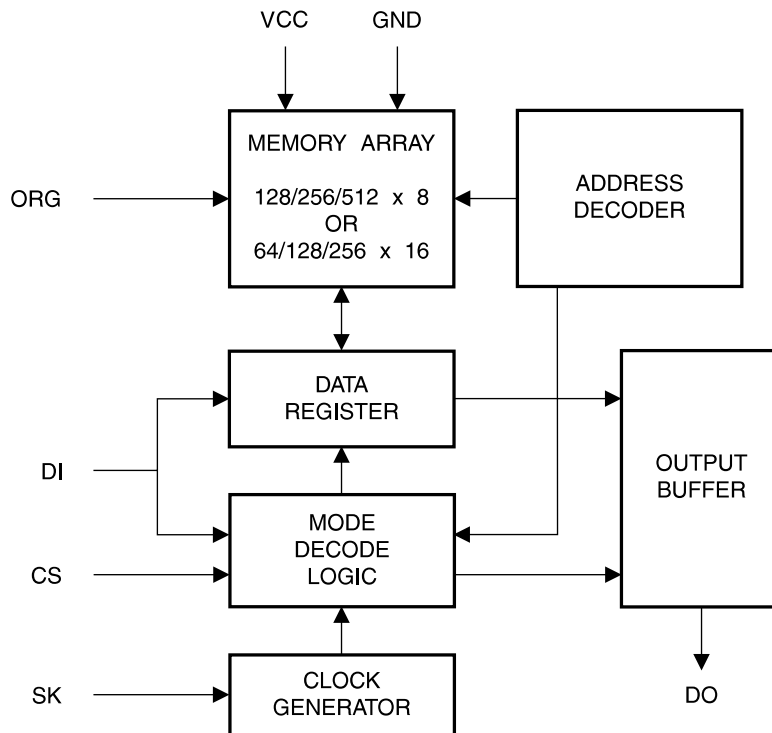 VCC
GND
MEMORY ARRAY
128/256/512 x 8
OR
64/128/256 x 16
ORG
ADDRESS
DECODER
DATA
REGISTER
DI
OUTPUT
BUFFER
MODE
DECODE
LOGIC
CS
CLOCK
GENERATOR
SK
DO